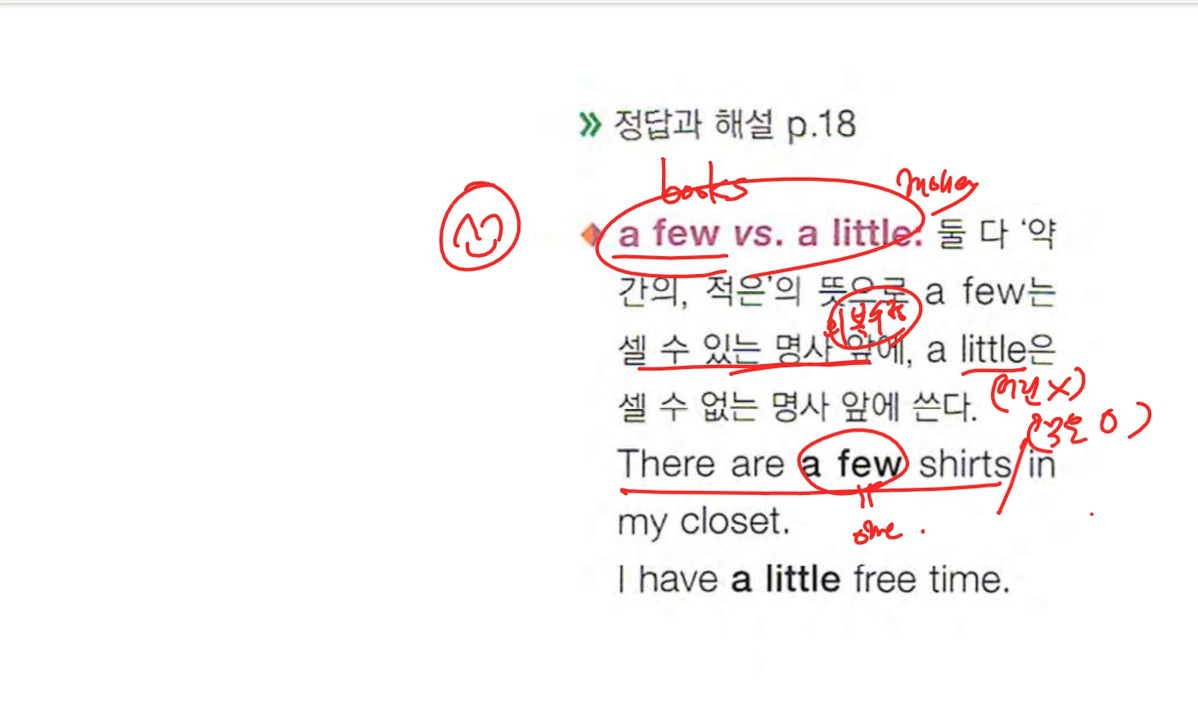 » 정답과 해설 p.18
books
money
a few vs. a little: 둘 다 ‘약
간의, 적은’의 뜻으로 a few는
셀 수 있는 명사 앞에, a little은
셀 수 없는 명사 앞에 쓴다.
There are a few shirts in
my closet.
I have a little free time.